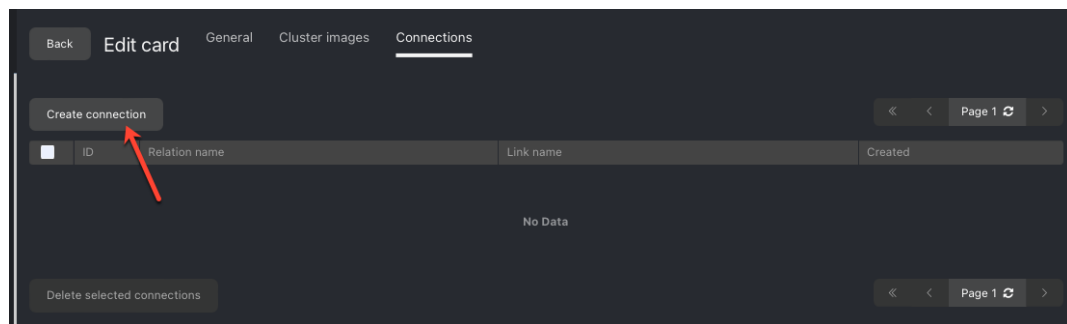 Back Edit card General Cluster images Connections
Create connection Page 1
ID Relation name Link name Created
No Data
Delete selected connections Page 1